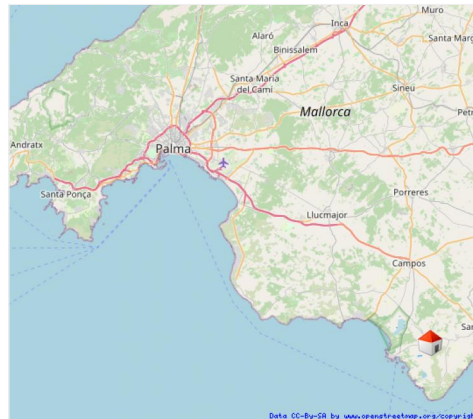 Muro
Inca
Alaró
Binissalem
Santa Marg
Santa Maria
del Camí
Sineu
Mallorca
Petr
Andratx
Palma
Porreres
Santa Ponça
Llucmajor
Campos
San
Data CC-By-SA by www.openstreetmap.org/copyrigh